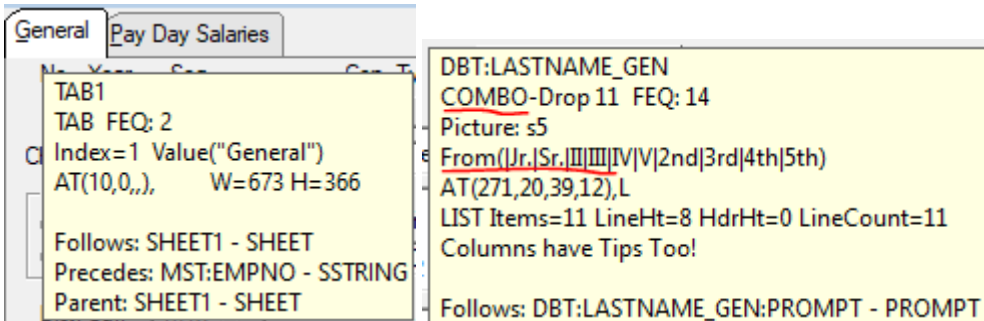 General
Pay Day Salaries
TAB1
TAB FEQ: 2
Index=1 Value("General")
AT(10,0,,), W=673 H=366
Follows: SHEET1 - SHEET
Precedes: MST:EMPNO - SSTRING
Parent: SHEET1 - SHEET
DBT:LASTNAME_GEN
COMBO-Drop 11 FEQ: 14
Picture: s5
From(|Jr.|Sr.|II|III|IV|V|2nd|3rd|4th|5th)
AT(271,20,39,12),L
LIST Items=11 LineHt=8 HdrHt=0 LineCount=11
Columns have Tips Too!
Follows: DBT:LASTNAME_GEN:PROMPT - PROMPT